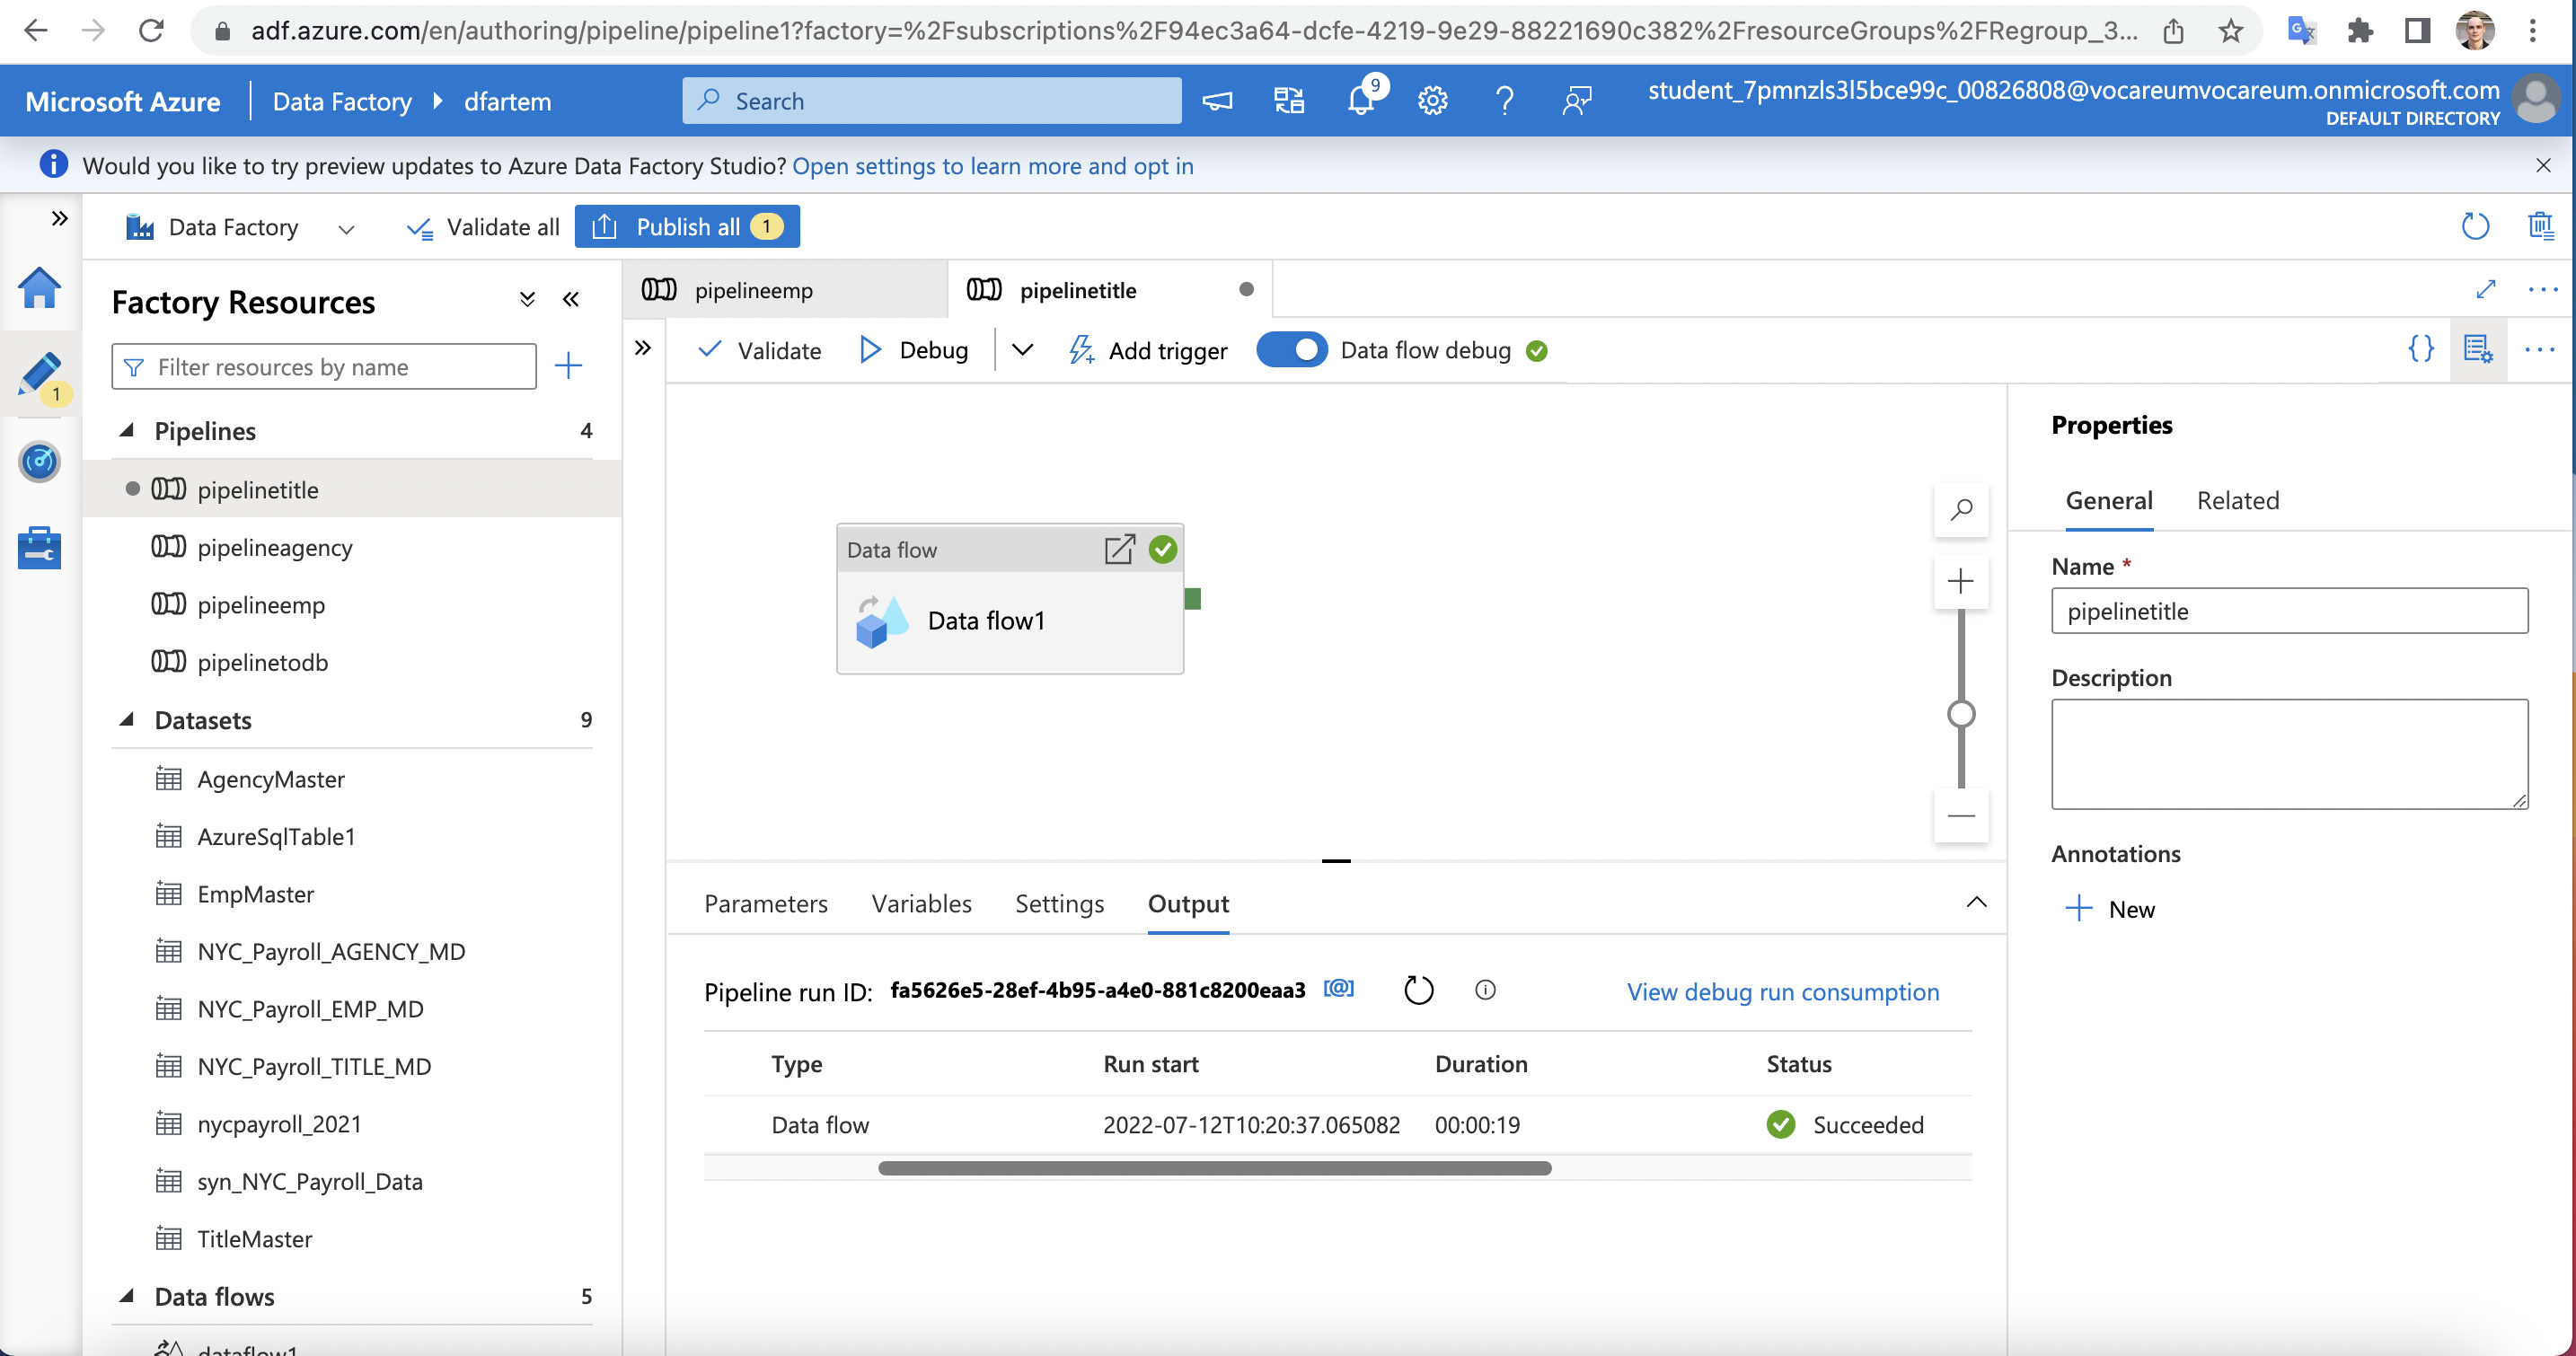 adf.azure.com/en/authoring/pipeline/pipeline1?factory=%2Fsubscriptions%2F94ec3a64-dcfe-4219-9e29-88221690c382%2FresourceGroups%2FRegroup_3...
Microsoft Azure
Data Factory
dfartem
Search
9
student_7pmnzls3l5bce99c_00826808@vocareumvocareum.onmicrosoft.com
DEFAULT DIRECTORY
Would you like to try preview updates to Azure Data Factory Studio? Open settings to learn more and opt in
Data Factory
Validate all
Publish all 1
1
Factory Resources
Filter resources by name
Pipelines 4
pipelinetitle
pipelineagency
pipelineemp
pipelinetodb
Datasets 9
AgencyMaster
AzureSqlTable1
EmpMaster
NYC_Payroll_AGENCY_MD
NYC_Payroll_EMP_MD
NYC_Payroll_TITLE_MD
nycpayroll_2021
syn_NYC_Payroll_Data
TitleMaster
Data flows 5
dataflow1
pipelineemp
pipelinetitle
Validate
Debug
Add trigger
Data flow debug
Data flow
Data flow1
Parameters
Variables
Settings
Output
Pipeline run ID: fa5626e5-28ef-4b95-a4e0-881c8200eaa3
View debug run consumption
Type Run start Duration Status
Data flow 2022-07-12T10:20:37.065082 00:00:19 Succeeded
Properties
General
Related
Name *
pipelinetitle
Description
Annotations
New